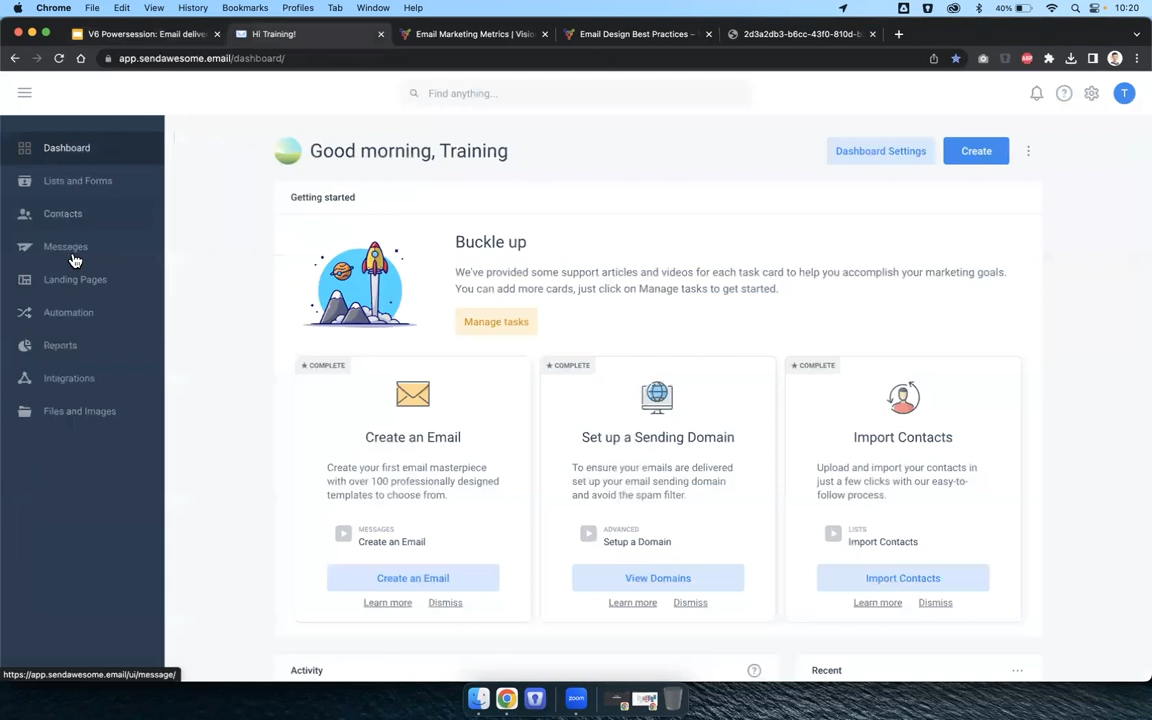 Chrome File Edit View History Bookmarks Profiles Tab Window Help 40% 10:20
V6 Powersession: Email deliver Hi Training! Email Marketing Metrics | Visio Email Design Best Practices – 2d3a2db3-b6cc-43f0-810d-b
app.sendawesome.email/dashboard/
ABP
Find anything...
T
Dashboard
Lists and Forms
Contacts
Messages
Landing Pages
Automation
Reports
Integrations
Files and Images
Good morning, Training
Dashboard Settings
Create
Getting started
Buckle up
We've provided some support articles and videos for each task card to help you accomplish your marketing goals.
You can add more cards, just click on Manage tasks to get started.
Manage tasks
★ COMPLETE
Create an Email
Create your first email masterpiece
with over 100 professionally designed
templates to choose from.
MESSAGES
Create an Email
Create an Email
Learn more Dismiss
★ COMPLETE
Set up a Sending Domain
To ensure your emails are delivered
set up your email sending domain
and avoid the spam filter.
ADVANCED
Setup a Domain
View Domains
Learn more Dismiss
★ COMPLETE
Import Contacts
Upload and import your contacts in
just a few clicks with our easy-to-
follow process.
LISTS
Import Contacts
Import Contacts
Learn more Dismiss
Activity
Recent
https://app.sendawesome.email/ui/message/
zoom